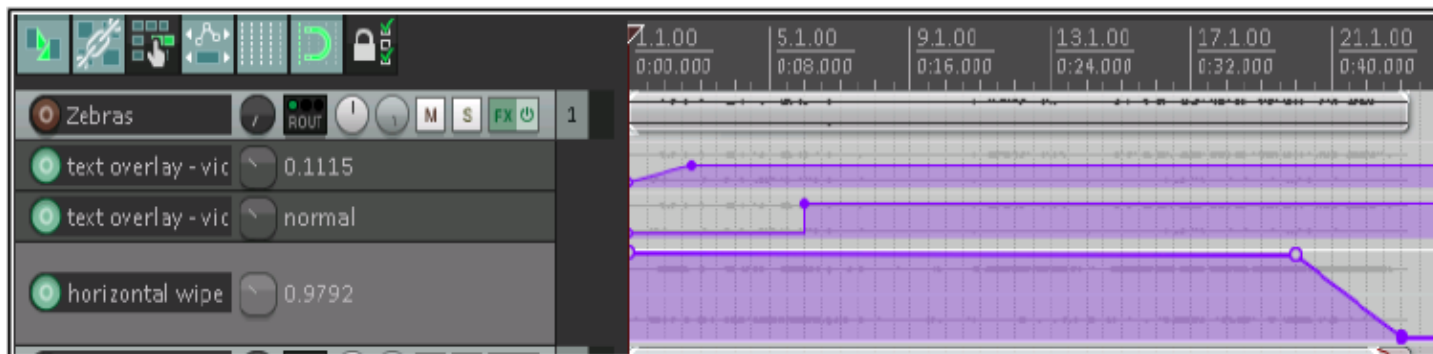 1.1.00 5.1.00 9.1.00 13.1.00 17.1.00 21.1.00
0:00.000 0:08.000 0:16.000 0:24.000 0:32.000 0:40.000
Zebras ROUT M S FX 1
text overlay - vic 0.1115
text overlay - vic normal
horizontal wipe 0.9792